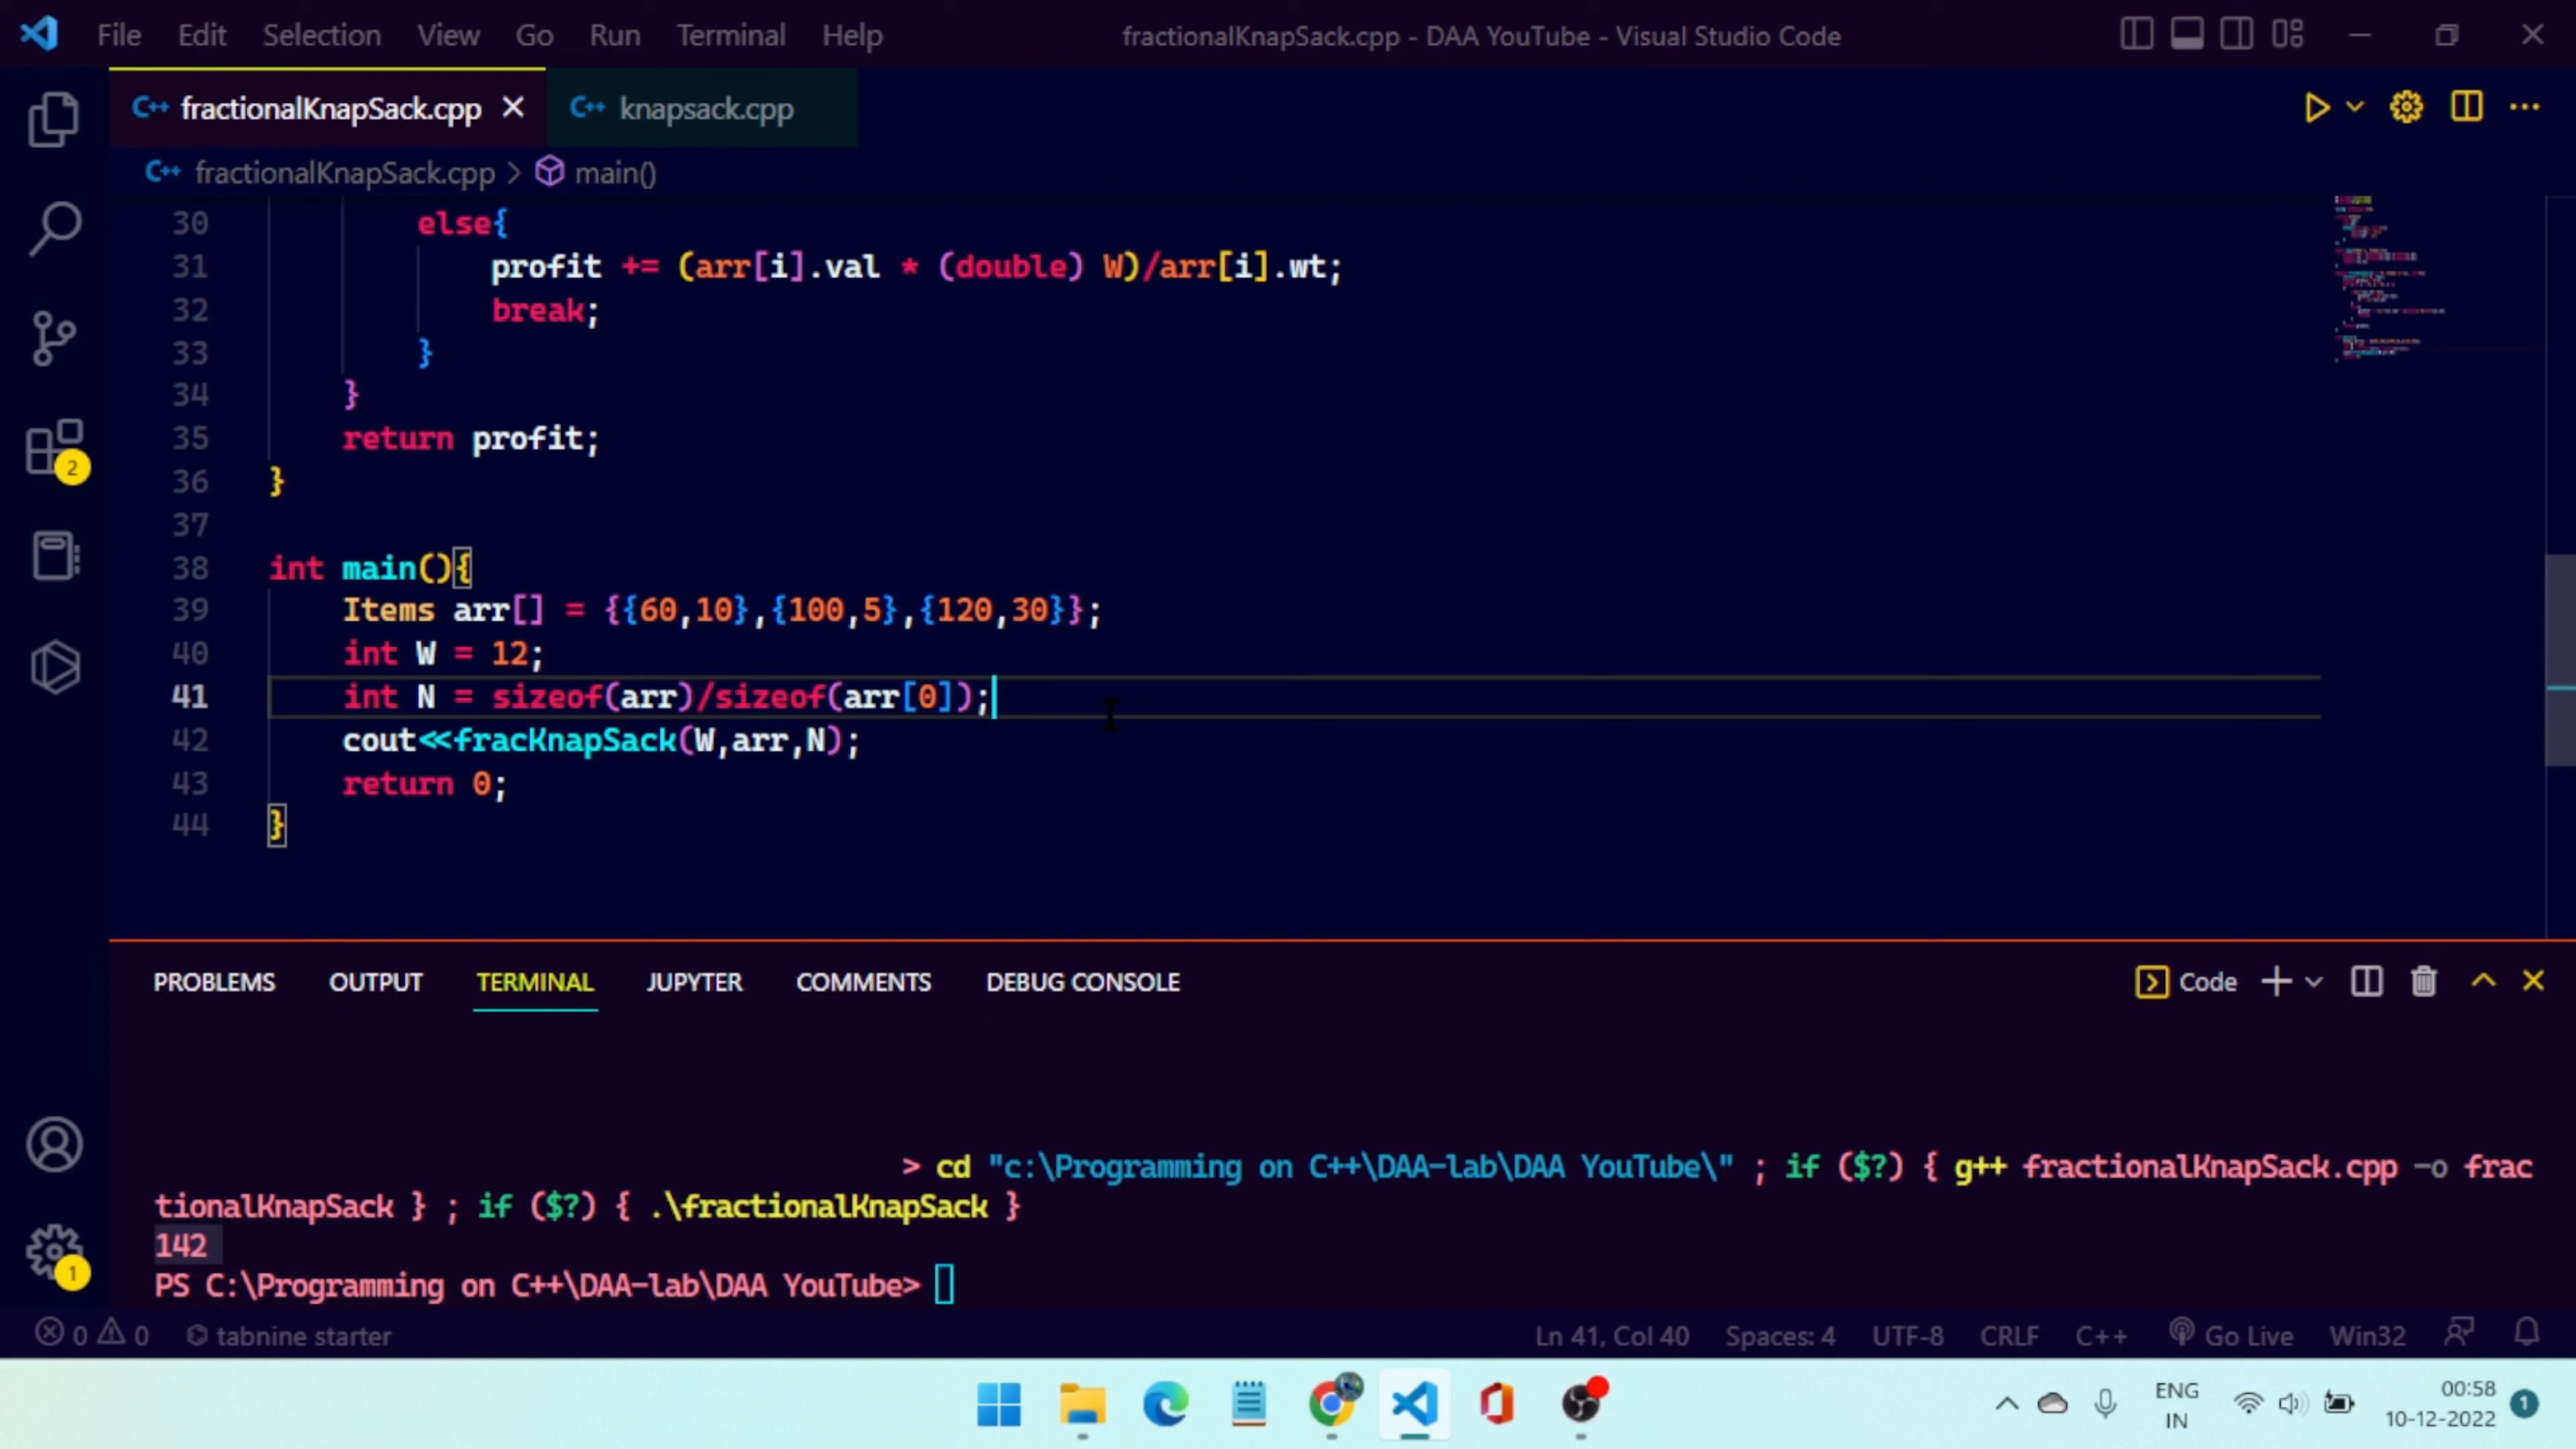 File Edit Selection View Go Run Terminal Help fractionalKnapSack.cpp - DAA YouTube - Visual Studio Code
C++ fractionalKnapSack.cpp C++ knapsack.cpp
C++ fractionalKnapSack.cpp > main()
30 else{
31 profit += (arr[i].val * (double) W)/arr[i].wt;
32 break;
33 }
34 }
35 return profit;
36 }
37
38 int main(){
39 Items arr[] = {{60,10},{100,5},{120,30}};
40 int W = 12;
41 int N = sizeof(arr)/sizeof(arr[0]);
42 cout<<fracKnapSack(W,arr,N);
43 return 0;
44 }
2
PROBLEMS OUTPUT TERMINAL JUPYTER COMMENTS DEBUG CONSOLE Code
> cd "c:\Programming on C++\DAA-lab\DAA YouTube\" ; if ($?) { g++ fractionalKnapSack.cpp -o frac
tionalKnapSack } ; if ($?) { .\fractionalKnapSack }
142
PS C:\Programming on C++\DAA-lab\DAA YouTube>
1
0 0 tabnine starter Ln 41, Col 40 Spaces: 4 UTF-8 CRLF C++ Go Live Win32
ENG
IN
00:58
10-12-2022
1